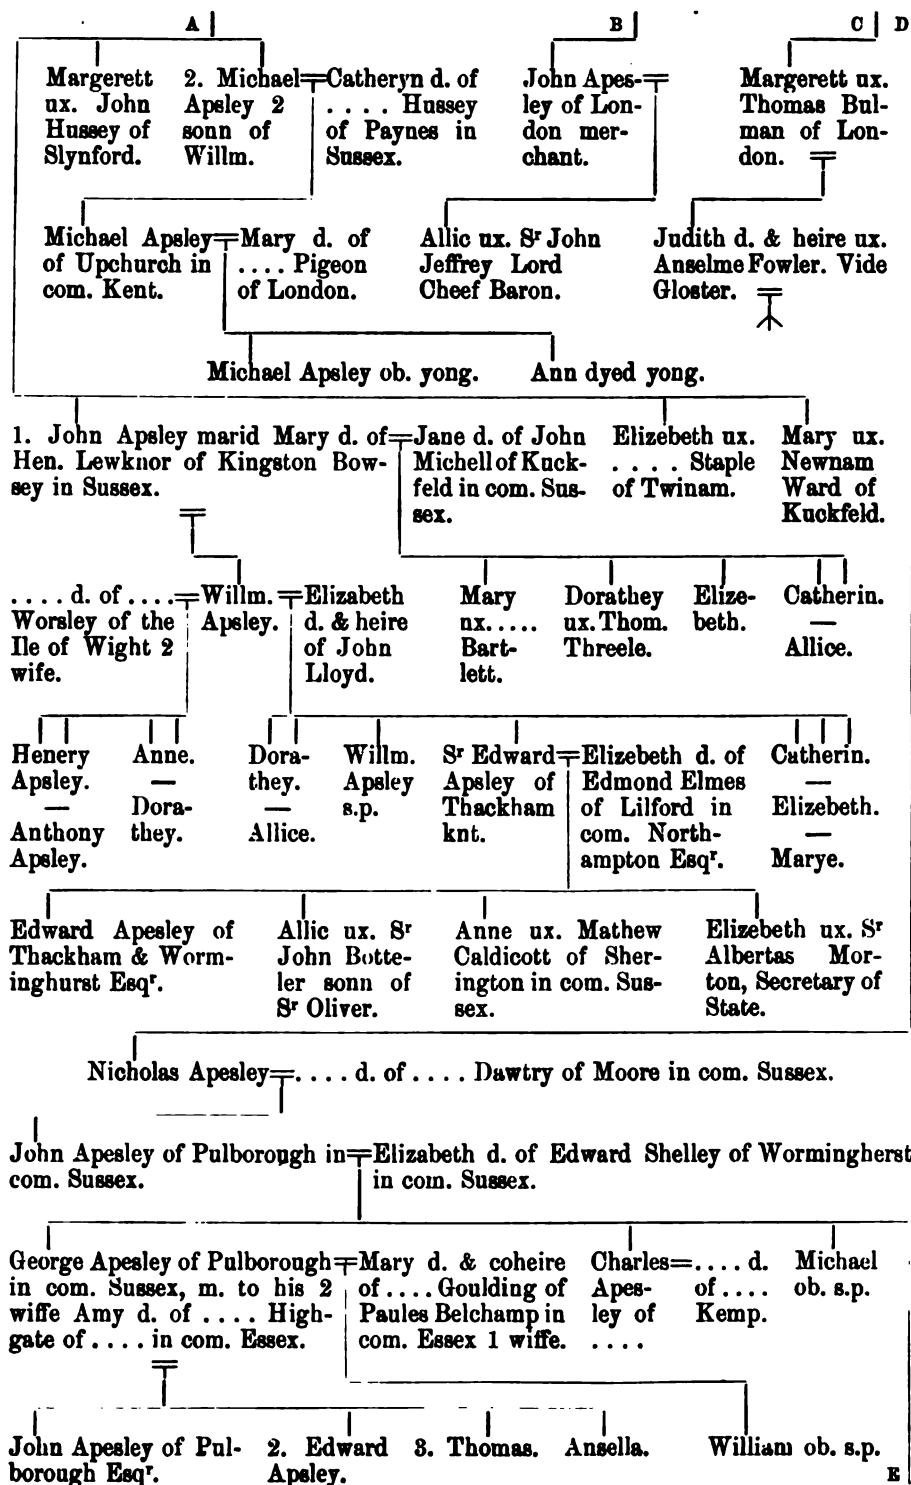 A B C D
Margerett
ux. John
Hussey of
Slynford.
2. Michael
Apsley 2
sonn of
Willm.
Catheryn d. of
. . . . Hussey
of Paynes in
Sussex.
John Apes-
ley of Lon-
don mer-
chant.
Margerett ux.
Thomas Bul-
man of Lon-
don.
Michael Apsley
of Upchurch in
com. Kent.
Mary d. of
. . . . Pigeon
of London.
Allic ux. Sr John
Jeffrey Lord
Cheef Baron.
Judith d. & heire ux.
Anselme Fowler. Vide
Gloster.
Michael Apsley ob. yong.
Ann dyed yong.
1. John Apsley marid Mary d. of
Hen. Lewknor of Kingston Bow-
sey in Sussex.
Jane d. of John
Michell of Kuck-
feld in com. Sus-
sex.
Elizebeth ux.
. . . . Staple
of Twinam.
Mary ux.
Newnam
Ward of
Kuckfeld.
. . . . d. of . . . .
Worsley of the
Ile of Wight 2
wife.
Willm.
Apsley.
Elizabeth
d. & heire
of John
Lloyd.
Mary
ux. . . . .
Bart-
lett.
Dorathey
ux. Thom.
Threele.
Elize-
beth.
Catherin.
—
Allice.
Henery
Apsley.
—
Anthony
Apsley.
Anne.
—
Dora-
they.
Dora-
they.
—
Allice.
Willm.
Apsley
s.p.
Sr Edward
Apsley of
Thackham
knt.
Elizebeth d. of
Edmond Elmes
of Lilford in
com. North-
ampton Esqr.
Catherin.
—
Elizebeth.
—
Marye.
Edward Apesley of
Thackham & Worm-
inghurst Esqr.
Allic ux. Sr
John Botte-
ler sonn of
Sr Oliver.
Anne ux. Mathew
Caldicott of Sher-
ington in com. Sus-
sex.
Elizebeth ux. Sr
Albertas Mor-
ton, Secretary of
State.
Nicholas Apesley
. . . . d. of . . . . Dawtry of Moore in com. Sussex.
John Apesley of Pulborough in
com. Sussex.
Elizabeth d. of Edward Shelley of Wormingherst
in com. Sussex.
George Apesley of Pulborough
in com. Sussex, m. to his 2
wiffe Amy d. of . . . . High-
gate of . . . . in com. Essex.
Mary d. & coheire
of . . . . Goulding of
Paules Belchamp in
com. Essex 1 wiffe.
Charles
Apes-
ley of
. . . .
. . . . d.
of . . . .
Kemp.
Michael
ob. s.p.
John Apesley of Pul-
borough Esqr.
2. Edward
Apsley.
3. Thomas.
Ansella.
William ob. s.p.
E